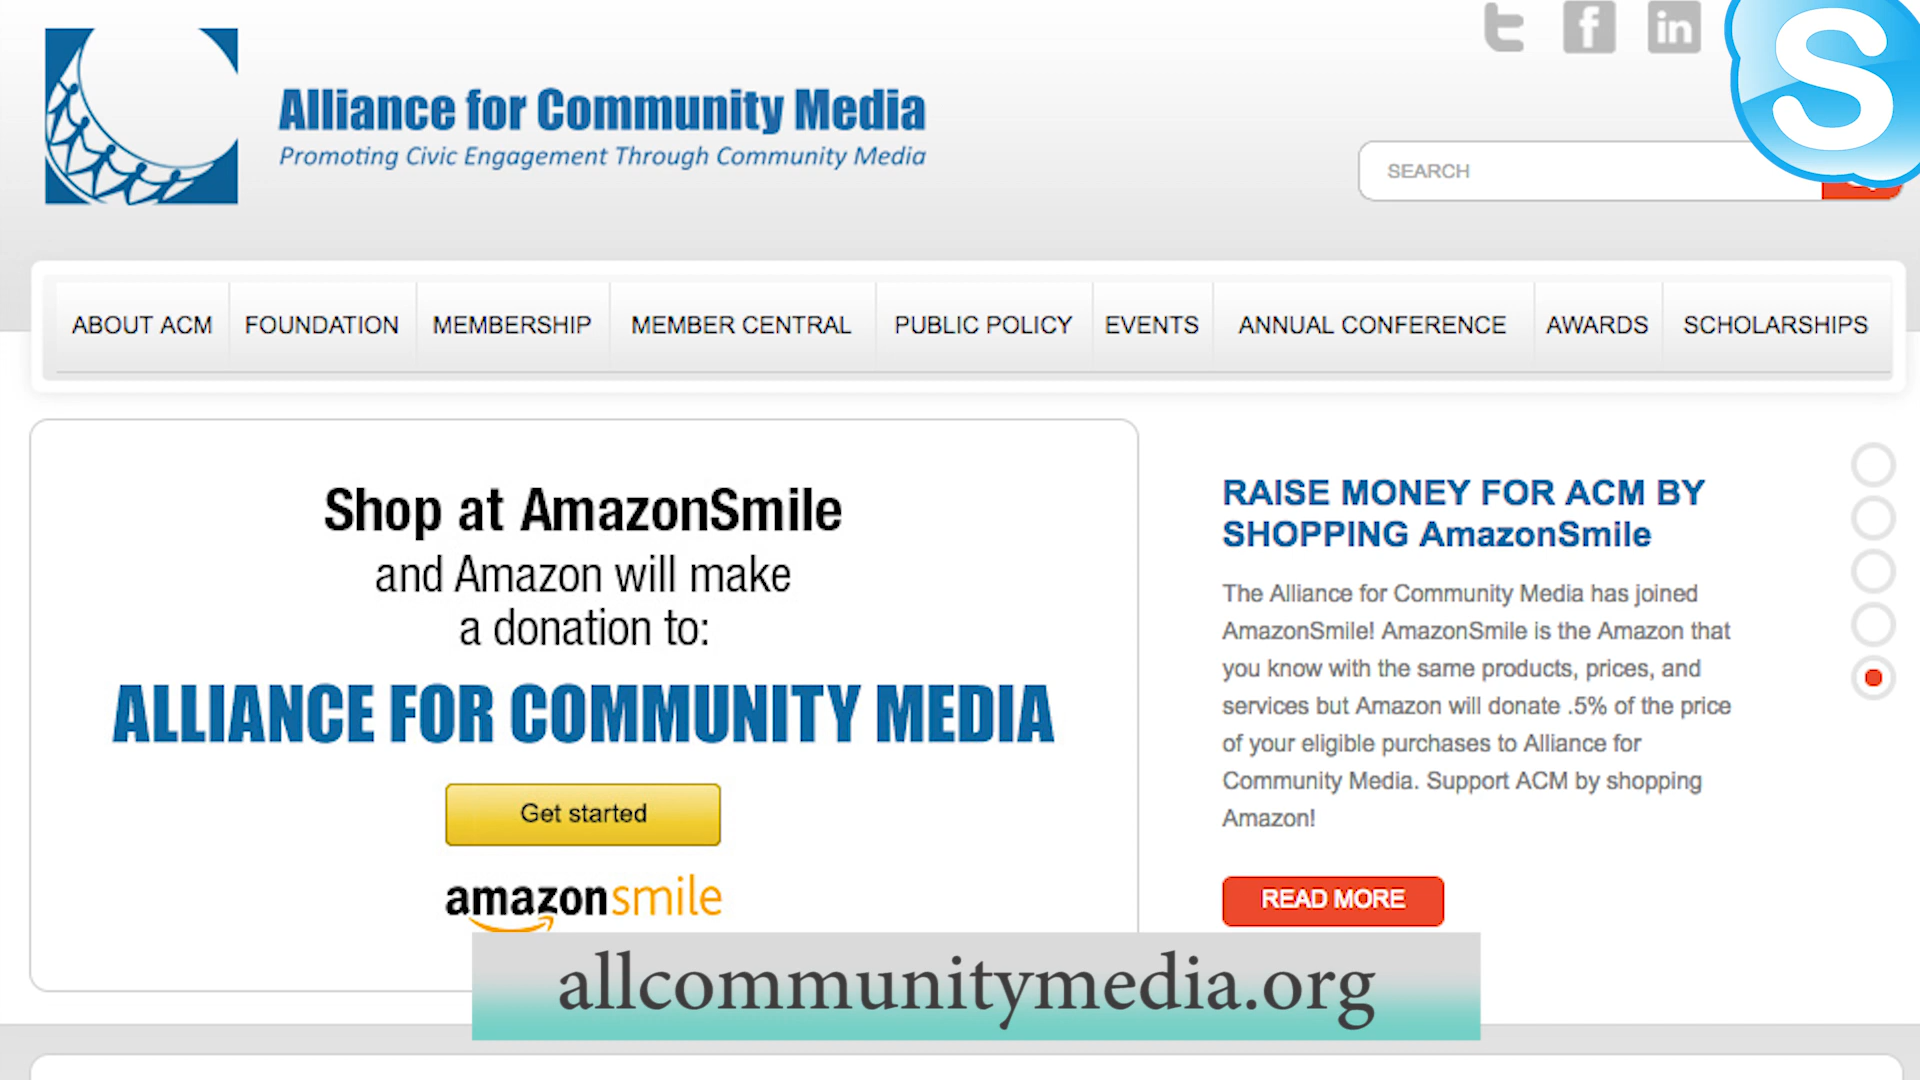 Alliance for Community Media
Promoting Civic Engagement Through Community Media
SEARCH
ABOUT ACM
FOUNDATION
MEMBERSHIP
MEMBER CENTRAL
PUBLIC POLICY
EVENTS
ANNUAL CONFERENCE
AWARDS
SCHOLARSHIPS
Shop at AmazonSmile
and Amazon will make
a donation to:
ALLIANCE FOR COMMUNITY MEDIA
Get started
amazonsmile
RAISE MONEY FOR ACM BY
SHOPPING AmazonSmile
The Alliance for Community Media has joined
AmazonSmile! AmazonSmile is the Amazon that
you know with the same products, prices, and
services but Amazon will donate .5% of the price
of your eligible purchases to Alliance for
Community Media. Support ACM by shopping
Amazon!
READ MORE
allcommunitymedia.org